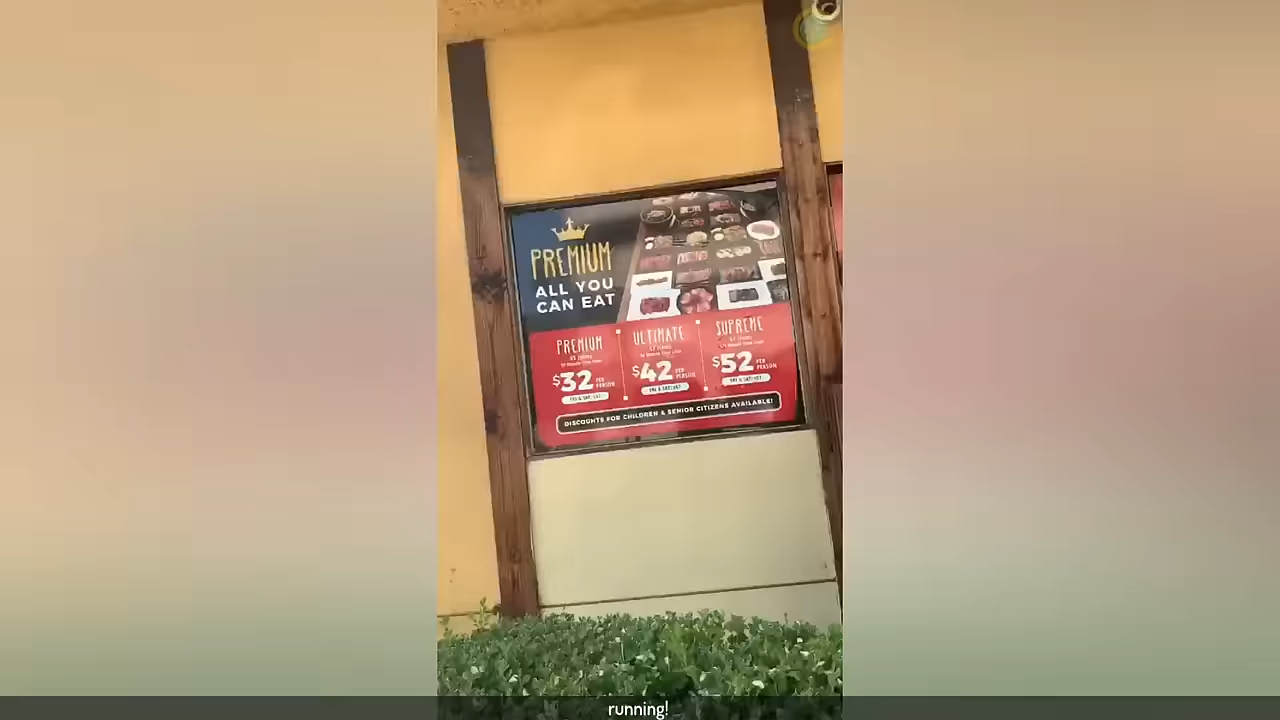 PREMIUM
ALL YOU
CAN EAT
PREMIUM
$32 PER PERSON
ULTIMATE
$42 PER PERSON
SUPREME
$52 PER PERSON
DISCOUNTS FOR CHILDREN & SENIOR CITIZENS AVAILABLE!
running!